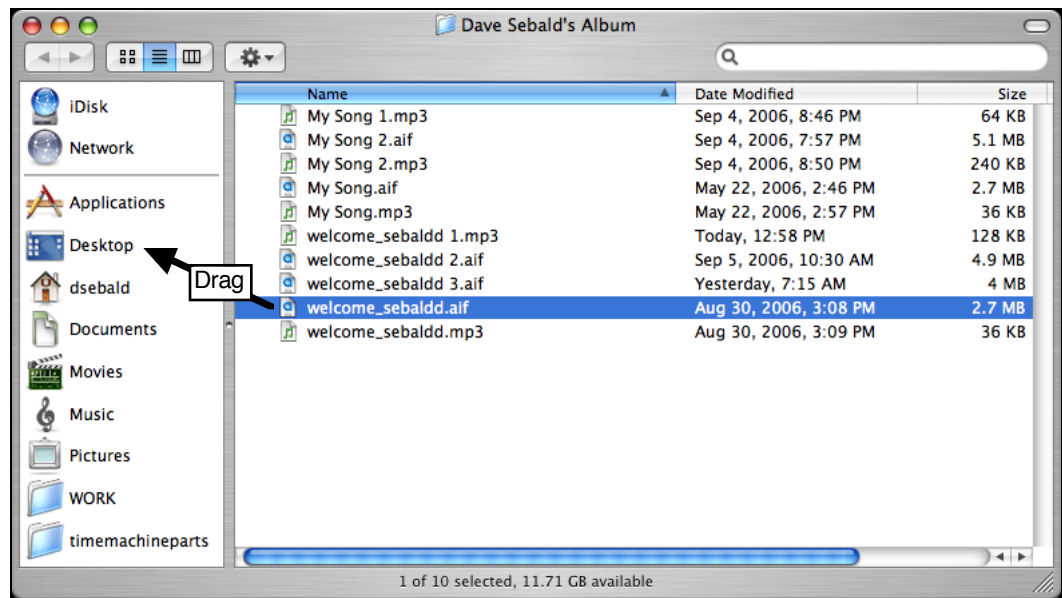 Dave Sebald's Album
iDisk
Network
Applications
Desktop
dsebald
Documents
Movies
Music
Pictures
WORK
timemachineparts
Drag
Name Date Modified Size
My Song 1.mp3 Sep 4, 2006, 8:46 PM 64 KB
My Song 2.aif Sep 4, 2006, 7:57 PM 5.1 MB
My Song 2.mp3 Sep 4, 2006, 8:50 PM 240 KB
My Song.aif May 22, 2006, 2:46 PM 2.7 MB
My Song.mp3 May 22, 2006, 2:57 PM 36 KB
welcome_sebaldd 1.mp3 Today, 12:58 PM 128 KB
welcome_sebaldd 2.aif Sep 5, 2006, 10:30 AM 4.9 MB
welcome_sebaldd 3.aif Yesterday, 7:15 AM 4 MB
welcome_sebaldd.aif Aug 30, 2006, 3:08 PM 2.7 MB
welcome_sebaldd.mp3 Aug 30, 2006, 3:09 PM 36 KB
1 of 10 selected, 11.71 GB available